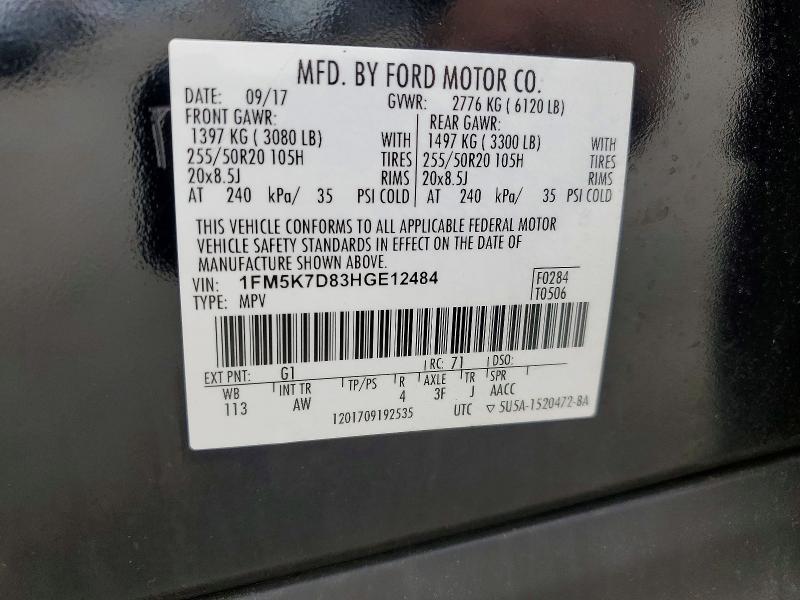 MFD. BY FORD MOTOR CO.
DATE: 09/17 GVWR: 2776 KG ( 6120 LB)
FRONT GAWR: REAR GAWR:
1397 KG ( 3080 LB) WITH 1497 KG ( 3300 LB) WITH
255/50R20 105H TIRES 255/50R20 105H TIRES
20x8.5J RIMS 20x8.5J RIMS
AT 240 kPa/ 35 PSI COLD AT 240 kPa/ 35 PSI COLD
THIS VEHICLE CONFORMS TO ALL APPLICABLE FEDERAL MOTOR
VEHICLE SAFETY STANDARDS IN EFFECT ON THE DATE OF
MANUFACTURE SHOWN ABOVE.
VIN: 1FM5K7D83HGE12484 F0284
TYPE: MPV T0506
EXT PNT: G1 RC: 71 DSO:
WB INT TR TP/PS R AXLE TR SPR
113 AW 4 3F J AACC
1201709192535 UTC ▽ 5U5A-1520472-BA